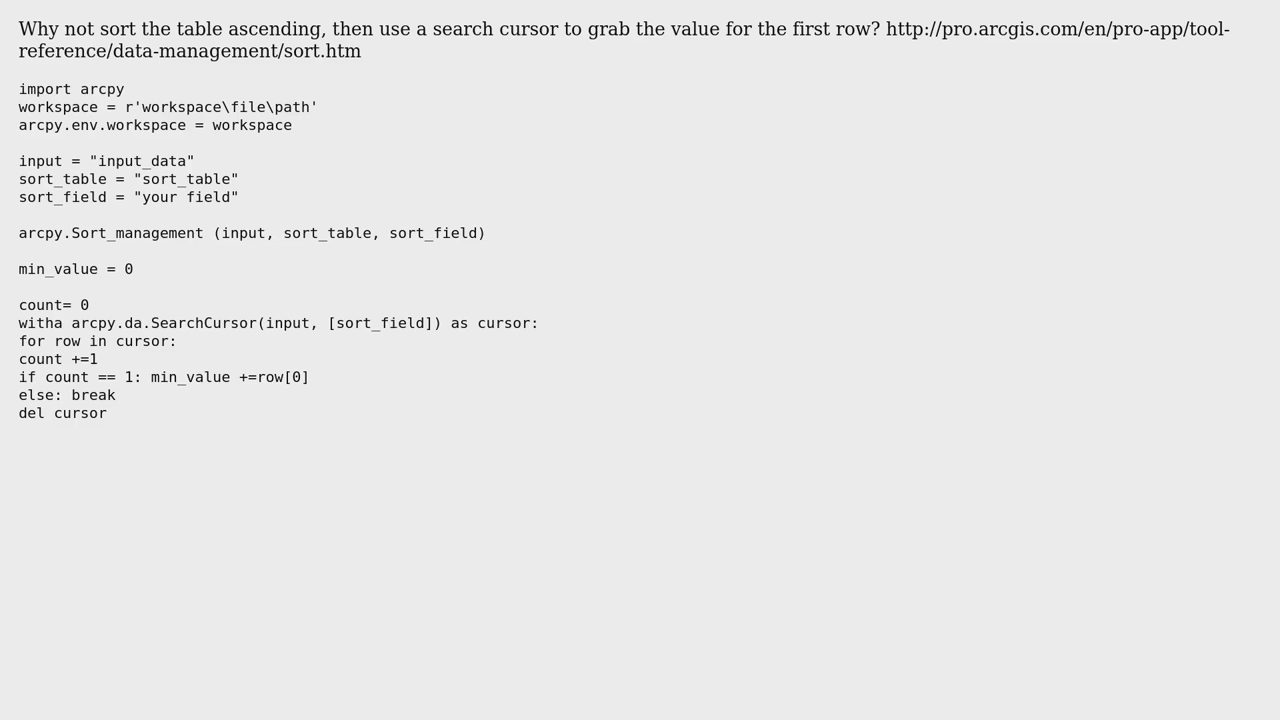 Why not sort the table ascending, then use a search cursor to grab the value for the first row? http://pro.arcgis.com/en/pro-app/tool-
reference/data-management/sort.htm
import arcpy
workspace = r'workspace\file\path'
arcpy.env.workspace = workspace
input = "input_data"
sort_table = "sort_table"
sort_field = "your field"
arcpy.Sort_management (input, sort_table, sort_field)
min_value = 0
count= 0
witha arcpy.da.SearchCursor(input, [sort_field]) as cursor:
for row in cursor:
count +=1
if count == 1: min_value +=row[0]
else: break
del cursor